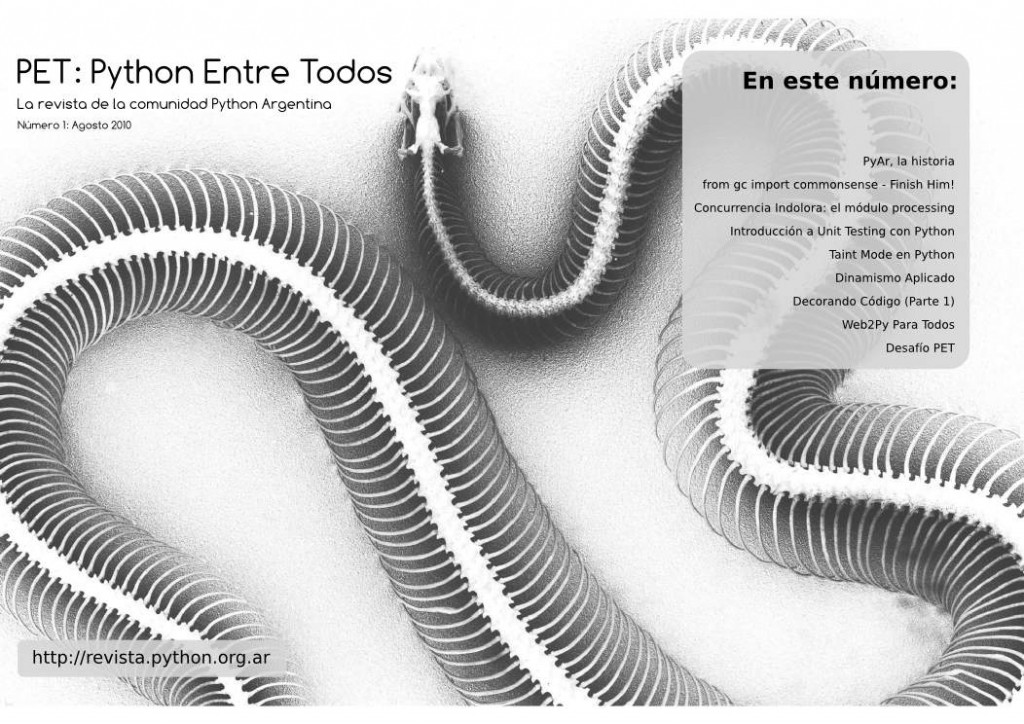 PET: Python Entre Todos
La revista de la comunidad Python Argentina
Número 1: Agosto 2010
En este número:
PyAr, la historia
from gc import commonsense - Finish Him!
Concurrencia Indolora: el módulo processing
Introducción a Unit Testing con Python
Taint Mode en Python
Dinamismo Aplicado
Decorando Código (Parte 1)
Web2Py Para Todos
Desafío PET
http://revista.python.org.ar